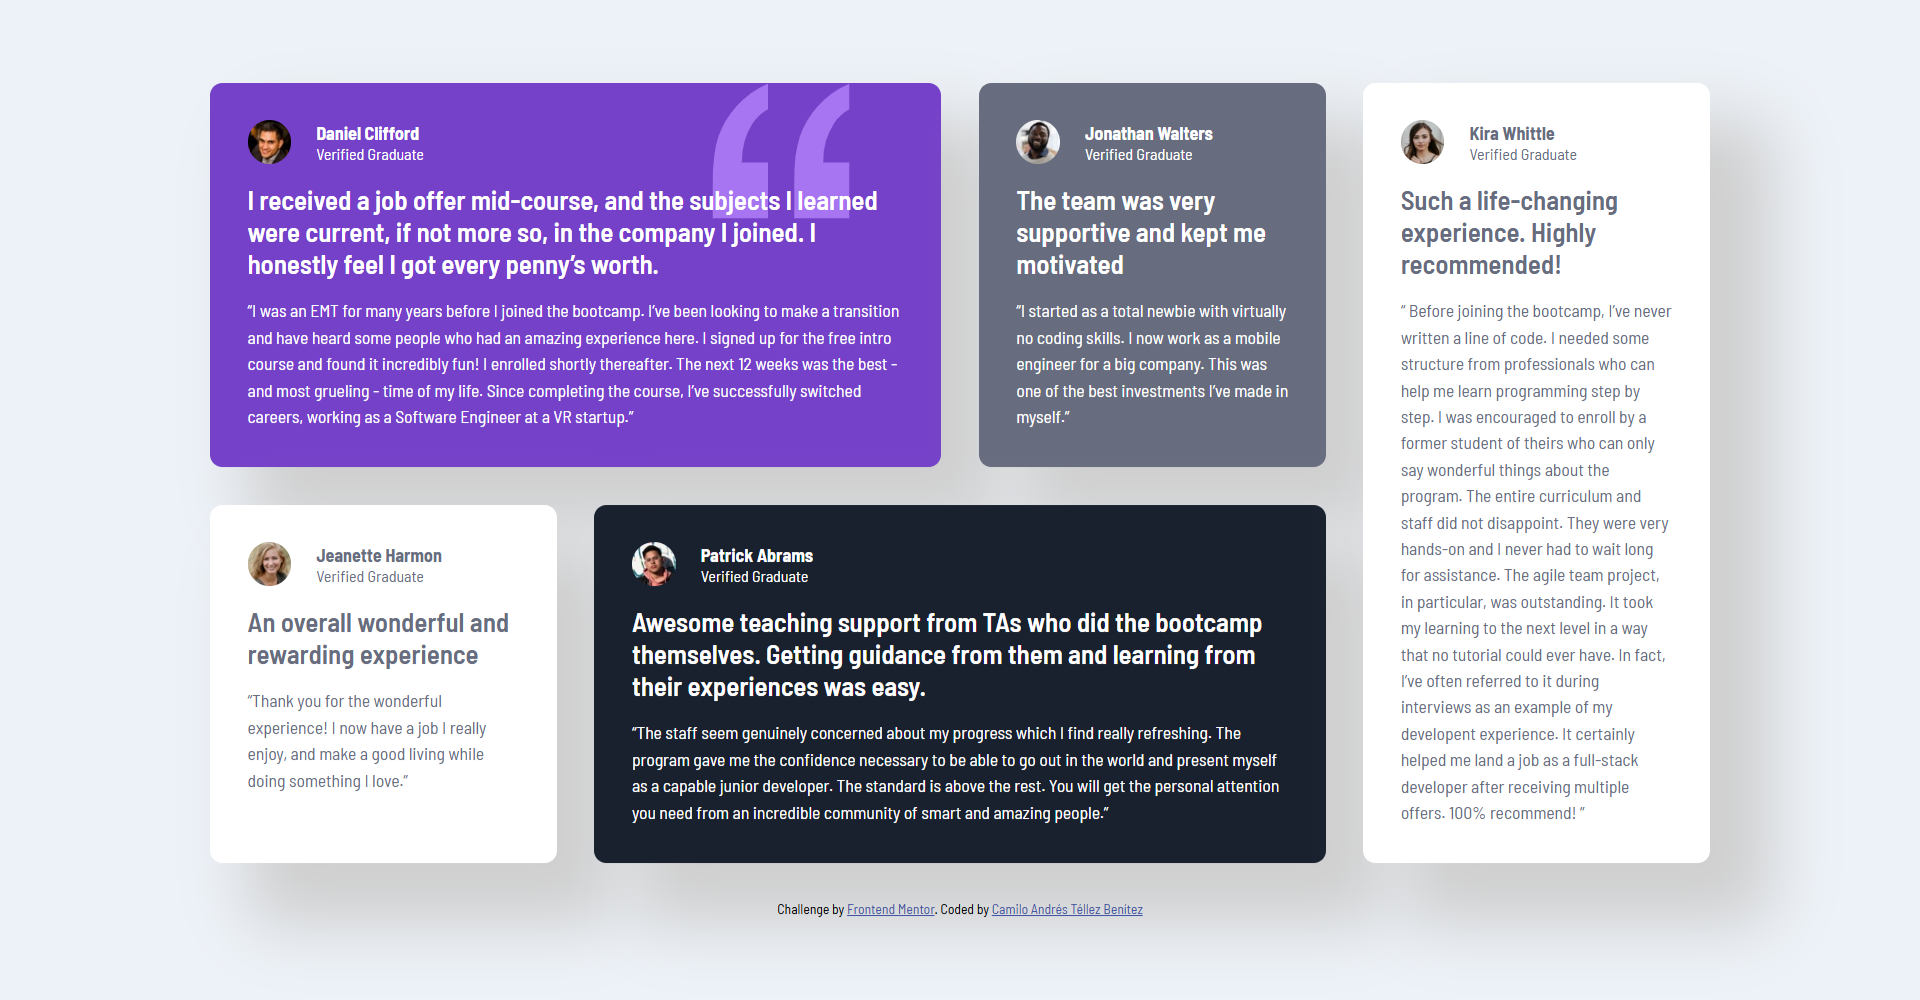 Daniel Clifford
Verified Graduate
I received a job offer mid-course, and the subjects I learned
were current, if not more so, in the company I joined. I
honestly feel I got every penny’s worth.
“I was an EMT for many years before I joined the bootcamp. I’ve been looking to make a transition
and have heard some people who had an amazing experience here. I signed up for the free intro
course and found it incredibly fun! I enrolled shortly thereafter. The next 12 weeks was the best -
and most grueling - time of my life. Since completing the course, I’ve successfully switched
careers, working as a Software Engineer at a VR startup.”
Jonathan Walters
Verified Graduate
The team was very
supportive and kept me
motivated
“I started as a total newbie with virtually
no coding skills. I now work as a mobile
engineer for a big company. This was
one of the best investments I’ve made in
myself.”
Kira Whittle
Verified Graduate
Such a life-changing
experience. Highly
recommended!
“ Before joining the bootcamp, I’ve never
written a line of code. I needed some
structure from professionals who can
help me learn programming step by
step. I was encouraged to enroll by a
former student of theirs who can only
say wonderful things about the
program. The entire curriculum and
staff did not disappoint. They were very
hands-on and I never had to wait long
for assistance. The agile team project,
in particular, was outstanding. It took
my learning to the next level in a way
that no tutorial could ever have. In fact,
I’ve often referred to it during
interviews as an example of my
developent experience. It certainly
helped me land a job as a full-stack
developer after receiving multiple
offers. 100% recommend! ”
Jeanette Harmon
Verified Graduate
An overall wonderful and
rewarding experience
“Thank you for the wonderful
experience! I now have a job I really
enjoy, and make a good living while
doing something I love.”
Patrick Abrams
Verified Graduate
Awesome teaching support from TAs who did the bootcamp
themselves. Getting guidance from them and learning from
their experiences was easy.
“The staff seem genuinely concerned about my progress which I find really refreshing. The
program gave me the confidence necessary to be able to go out in the world and present myself
as a capable junior developer. The standard is above the rest. You will get the personal attention
you need from an incredible community of smart and amazing people.”
Challenge by Frontend Mentor. Coded by Camilo Andrés Téllez Benítez